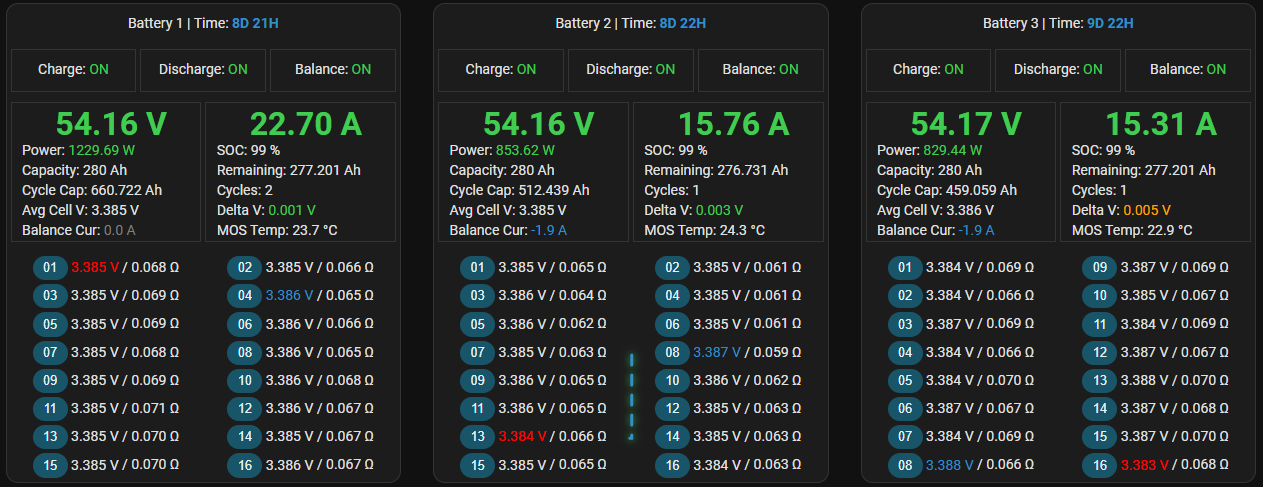 Battery 1 | Time: 8D 21H
Charge: ON Discharge: ON Balance: ON
54.16 V 22.70 A
Power: 1229.69 W SOC: 99 %
Capacity: 280 Ah Remaining: 277.201 Ah
Cycle Cap: 660.722 Ah Cycles: 2
Avg Cell V: 3.385 V Delta V: 0.001 V
Balance Cur: 0.0 A MOS Temp: 23.7 °C
01 3.385 V / 0.068 Ω 02 3.385 V / 0.066 Ω
03 3.385 V / 0.069 Ω 04 3.386 V / 0.065 Ω
05 3.385 V / 0.069 Ω 06 3.386 V / 0.066 Ω
07 3.385 V / 0.068 Ω 08 3.386 V / 0.065 Ω
09 3.385 V / 0.069 Ω 10 3.386 V / 0.068 Ω
11 3.385 V / 0.071 Ω 12 3.386 V / 0.067 Ω
13 3.385 V / 0.070 Ω 14 3.385 V / 0.067 Ω
15 3.385 V / 0.070 Ω 16 3.386 V / 0.067 Ω
Battery 2 | Time: 8D 22H
Charge: ON Discharge: ON Balance: ON
54.16 V 15.76 A
Power: 853.62 W SOC: 99 %
Capacity: 280 Ah Remaining: 276.731 Ah
Cycle Cap: 512.439 Ah Cycles: 1
Avg Cell V: 3.385 V Delta V: 0.003 V
Balance Cur: -1.9 A MOS Temp: 24.3 °C
01 3.385 V / 0.065 Ω 02 3.385 V / 0.061 Ω
03 3.386 V / 0.064 Ω 04 3.385 V / 0.061 Ω
05 3.386 V / 0.062 Ω 06 3.385 V / 0.061 Ω
07 3.385 V / 0.063 Ω 08 3.387 V / 0.059 Ω
09 3.386 V / 0.065 Ω 10 3.386 V / 0.062 Ω
11 3.386 V / 0.065 Ω 12 3.385 V / 0.063 Ω
13 3.384 V / 0.066 Ω 14 3.385 V / 0.063 Ω
15 3.385 V / 0.065 Ω 16 3.384 V / 0.063 Ω
Battery 3 | Time: 9D 22H
Charge: ON Discharge: ON Balance: ON
54.17 V 15.31 A
Power: 829.44 W SOC: 99 %
Capacity: 280 Ah Remaining: 277.201 Ah
Cycle Cap: 459.059 Ah Cycles: 1
Avg Cell V: 3.386 V Delta V: 0.005 V
Balance Cur: -1.9 A MOS Temp: 22.9 °C
01 3.384 V / 0.069 Ω 09 3.387 V / 0.069 Ω
02 3.384 V / 0.066 Ω 10 3.385 V / 0.067 Ω
03 3.387 V / 0.069 Ω 11 3.384 V / 0.069 Ω
04 3.384 V / 0.066 Ω 12 3.387 V / 0.067 Ω
05 3.384 V / 0.070 Ω 13 3.388 V / 0.070 Ω
06 3.387 V / 0.067 Ω 14 3.387 V / 0.068 Ω
07 3.384 V / 0.069 Ω 15 3.387 V / 0.070 Ω
08 3.388 V / 0.066 Ω 16 3.383 V / 0.068 Ω